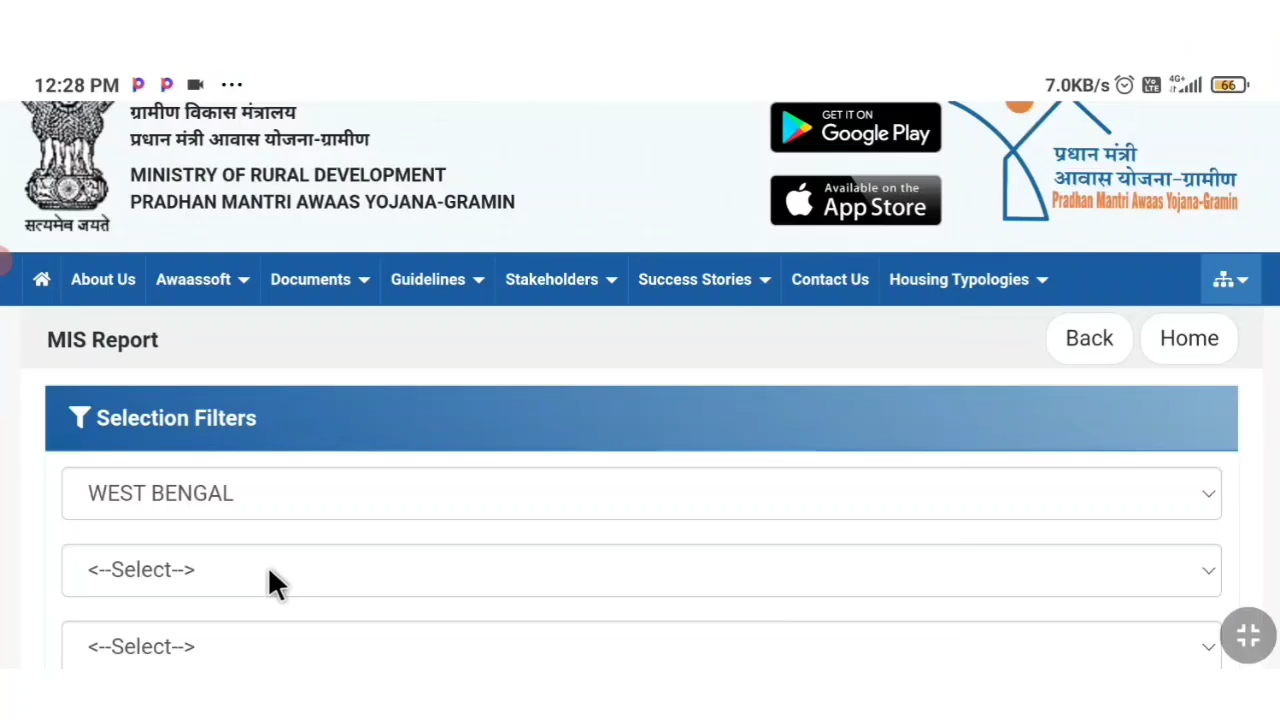 12:28 PM
7.0KB/s
Vo LTE
4G+
66
ग्रामीण विकास मंत्रालय
प्रधान मंत्री आवास योजना-ग्रामीण
MINISTRY OF RURAL DEVELOPMENT
PRADHAN MANTRI AWAAS YOJANA-GRAMIN
सत्यमेव जयते
GET IT ON
Google Play
Available on the
App Store
प्रधान मंत्री
आवास योजना-ग्रामीण
Pradhan Mantri Awaas Yojana-Gramin
About Us Awaassoft Documents Guidelines Stakeholders Success Stories Contact Us Housing Typologies
MIS Report
Back Home
Selection Filters
WEST BENGAL
<--Select-->
<--Select-->